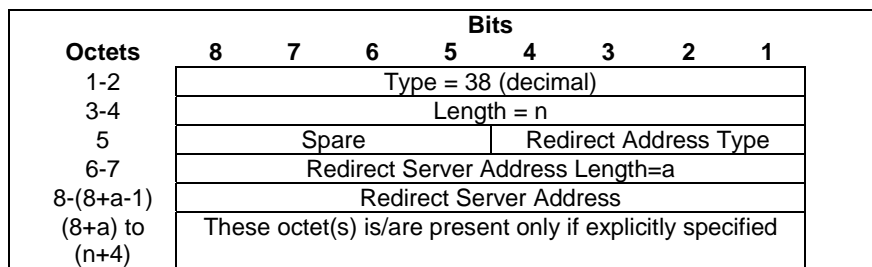 Bits
Octets 8 7 6 5 4 3 2 1
1-2 Type = 38 (decimal)
3-4 Length = n
5 Spare Redirect Address Type
6-7 Redirect Server Address Length=a
8-(8+a-1) Redirect Server Address
(8+a) to These octet(s) is/are present only if explicitly specified
(n+4)